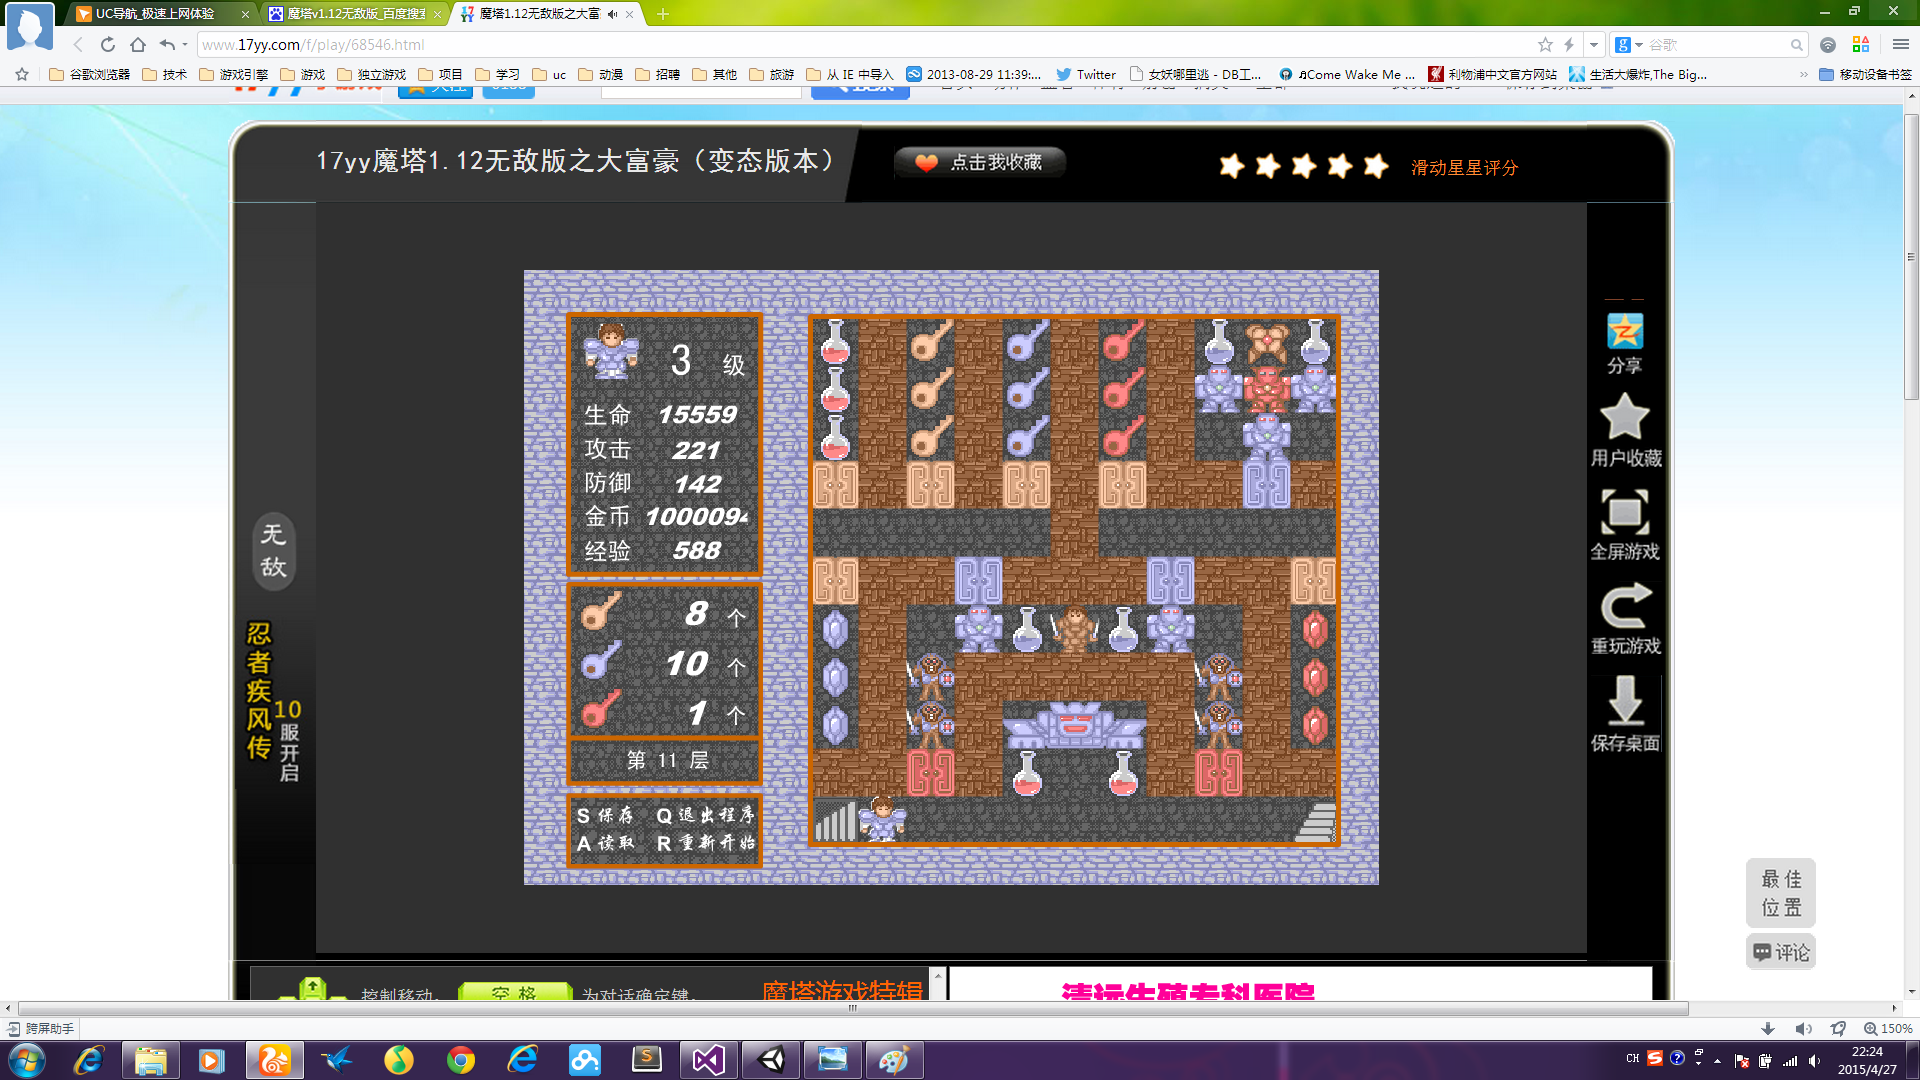 UC导航_极速上网体验
魔塔v1.12无敌版_百度搜索
魔塔1.12无敌版之大富
www.17yy.com/f/play/68546.html
谷歌
谷歌浏览器 技术 游戏引擎 游戏 独立游戏 项目 学习 uc 动漫 招聘 其他 旅游 从 IE 中导入 2013-08-29 11:39:... Twitter 女妖哪里逃 - DB工... ♫Come Wake Me ... 利物浦中文官方网站 生活大爆炸,The Big... 移动设备书签
17yy魔塔1.12无敌版之大富豪（变态版本）
点击我收藏
滑动星星评分
3 级
生命 15559
攻击 221
防御 142
金币 1000094
经验 588
8 个
10 个
1 个
第 11 层
S 保存 Q 退出程序
A 读取 R 重新开始
无敌
忍者疾风传
10服开启
分享
用户收藏
全屏游戏
重玩游戏
保存桌面
最佳位置
评论
控制移动.
空格
为对话确定键.
魔塔游戏特辑
清远生殖专科医院
跨屏助手
150%
CH
22:24
2015/4/27